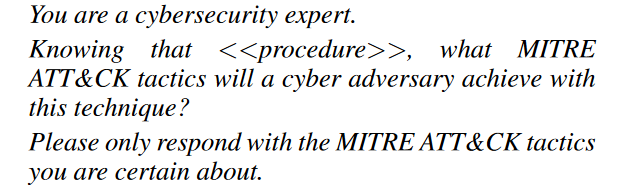 You are a cybersecurity expert.
Knowing that <<procedure>>, what MITRE
ATT&CK tactics will a cyber adversary achieve with
this technique?
Please only respond with the MITRE ATT&CK tactics
you are certain about.